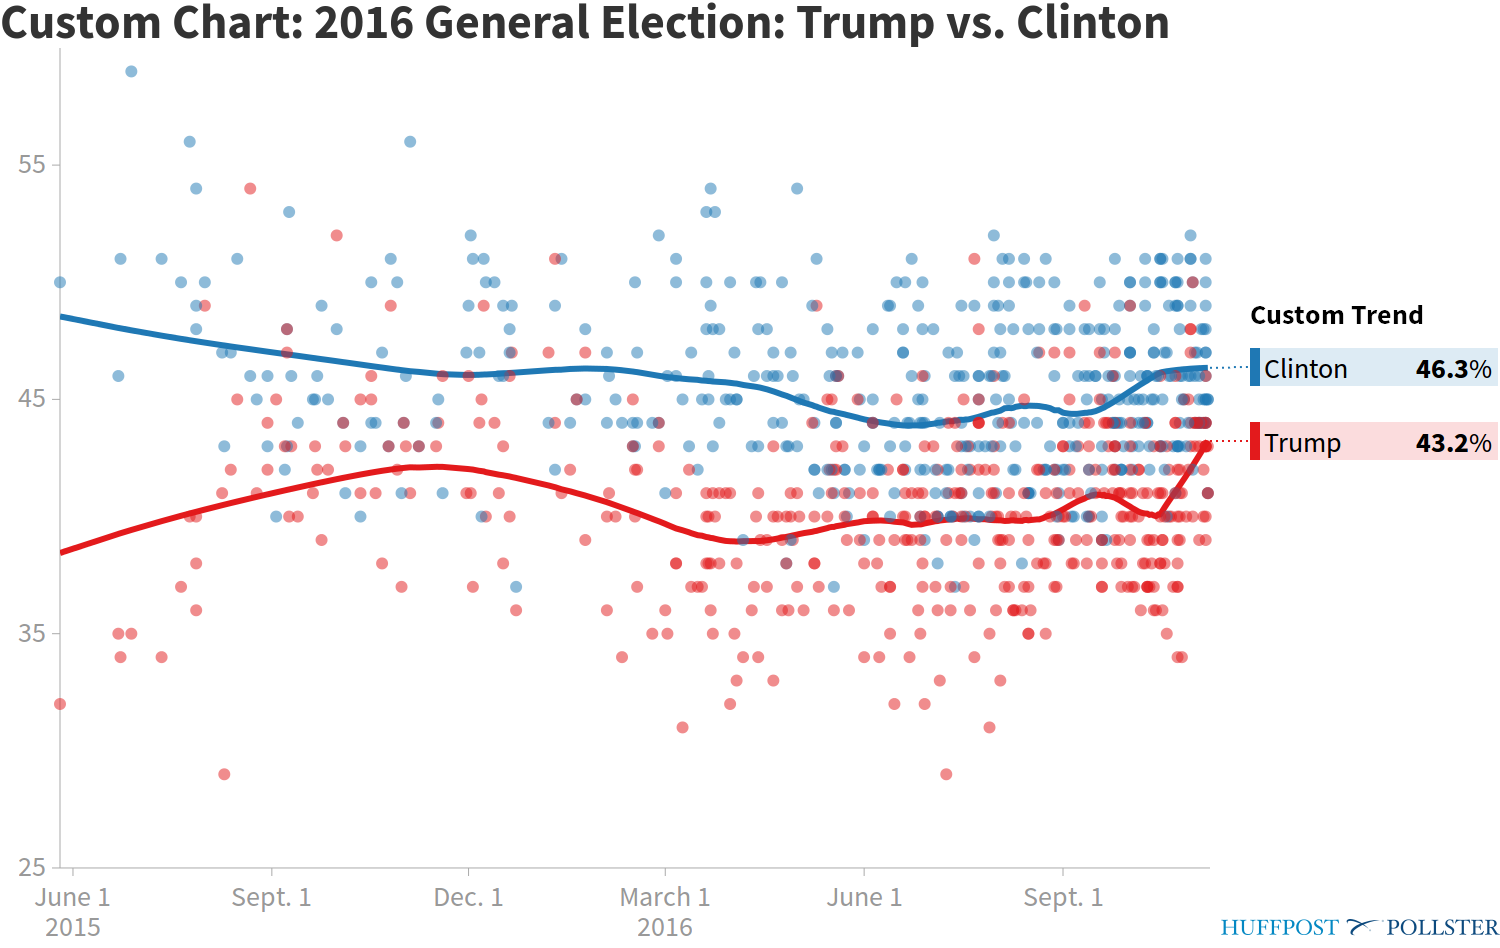 Custom Chart: 2016 General Election: Trump vs. Clinton
55
45
35
25
June 1
2015
Sept. 1
Dec. 1
March 1
2016
June 1
Sept. 1
Custom Trend
Clinton 46.3%
Trump 43.2%
HUFFPOST POLLSTER